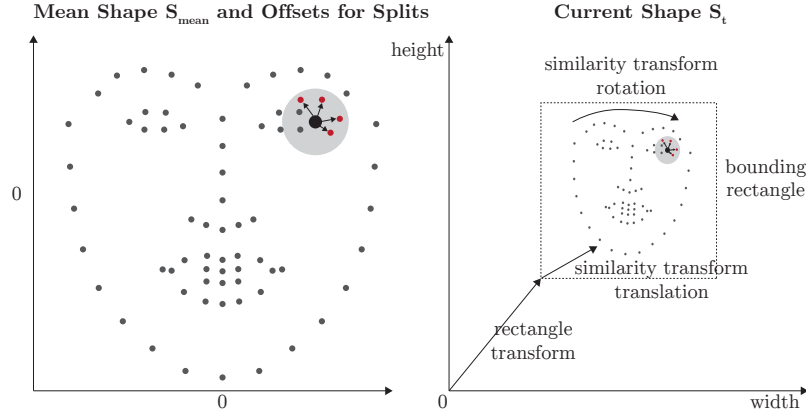 Mean Shape S_mean and Offsets for Splits
0
0
Current Shape S_t
height
similarity transform
rotation
bounding
rectangle
similarity transform
translation
rectangle
transform
0
width